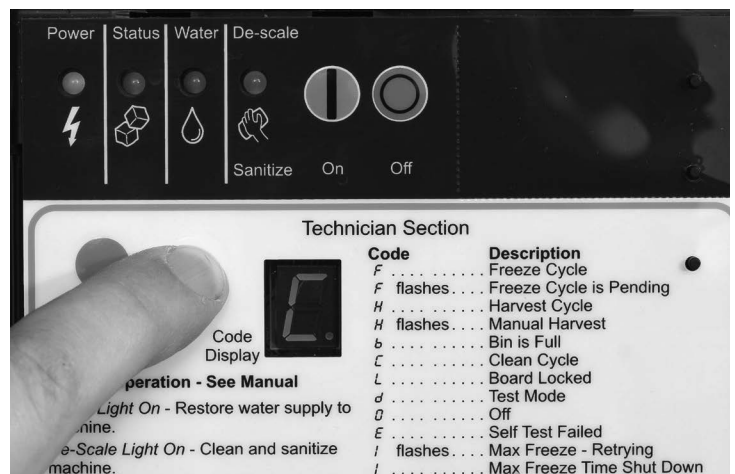 Power Status Water De-scale
Sanitize On Off
Technician Section
Code Description
F . . . . . . . . . . Freeze Cycle
F flashes . . . . Freeze Cycle is Pending
H . . . . . . . . . . Harvest Cycle
H flashes . . . . Manual Harvest
b . . . . . . . . . . Bin is Full
C . . . . . . . . . . Clean Cycle
L . . . . . . . . . . Board Locked
d . . . . . . . . . . Test Mode
0 . . . . . . . . . . Off
E . . . . . . . . . . Self Test Failed
1 flashes . . . . Max Freeze - Retrying
1 . . . . . . . . . . Max Freeze Time Shut Down
C
Code
Display
peration - See Manual
Light On - Restore water supply to
machine.
e-Scale Light On - Clean and sanitize
machine.